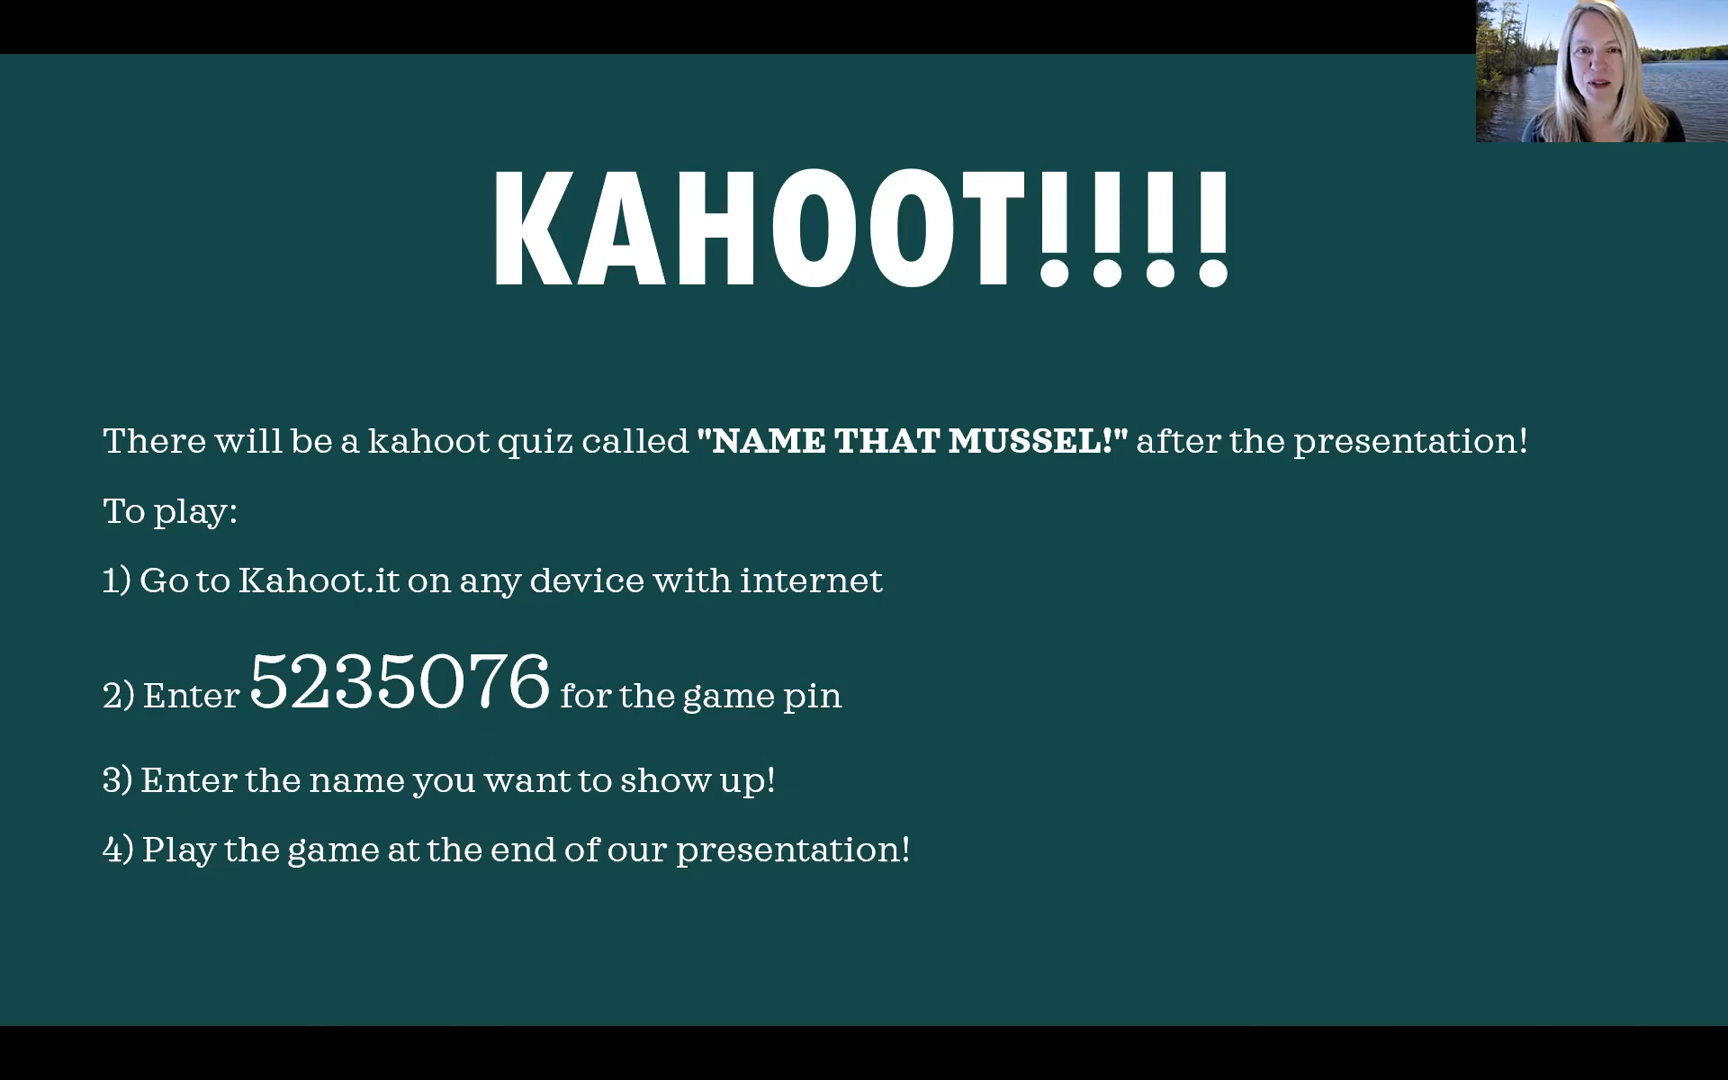 KAHOOT!!!!
There will be a kahoot quiz called "NAME THAT MUSSEL!" after the presentation!
To play:
1) Go to Kahoot.it on any device with internet
2) Enter 5235076 for the game pin
3) Enter the name you want to show up!
4) Play the game at the end of our presentation!